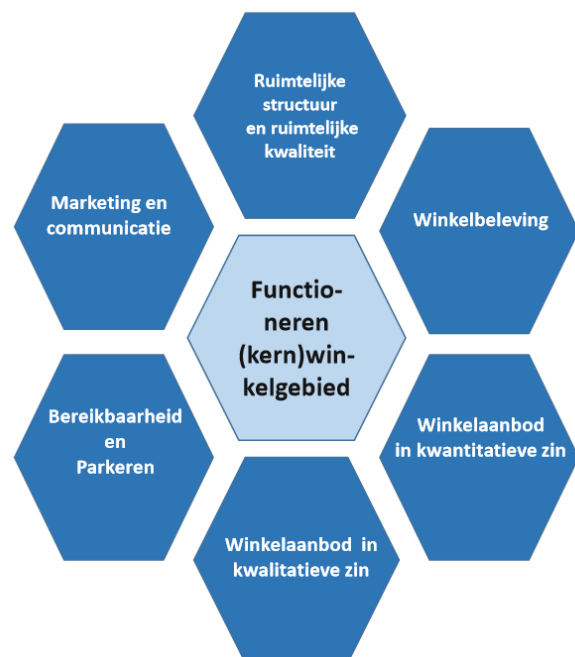 Ruimtelijke
structuur
en ruimtelijke
kwaliteit
Marketing en
communicatie
Winkelbeleving
Functio-
neren
(kern)win-
kelgebied
Bereikbaarheid
en
Parkeren
Winkelaanbod
in kwantitatieve zin
Winkelaanbod in
kwalitatieve zin